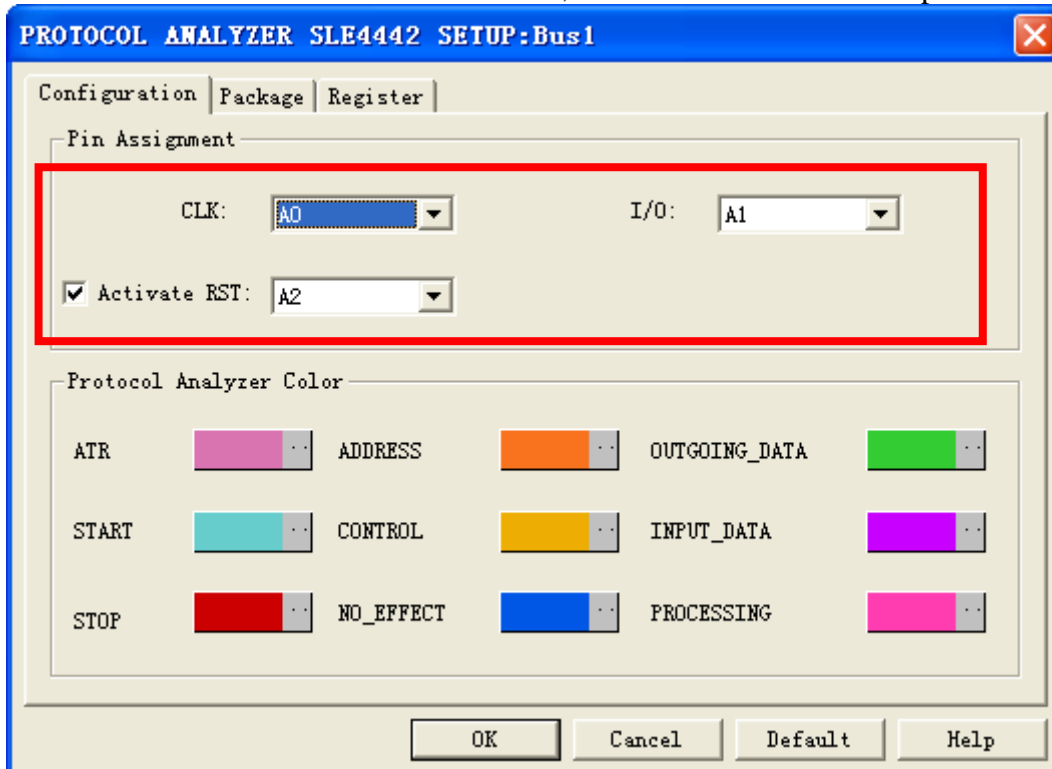 PROTOCOL ANALYZER SLE4442 SETUP:Bus1
Configuration Package Register
Pin Assignment
CLK: A0 I/O: A1
Activate RST: A2
Protocol Analyzer Color
ATR .. ADDRESS .. OUTGOING_DATA ..
START .. CONTROL .. INPUT_DATA ..
STOP .. NO_EFFECT .. PROCESSING ..
OK Cancel Default Help